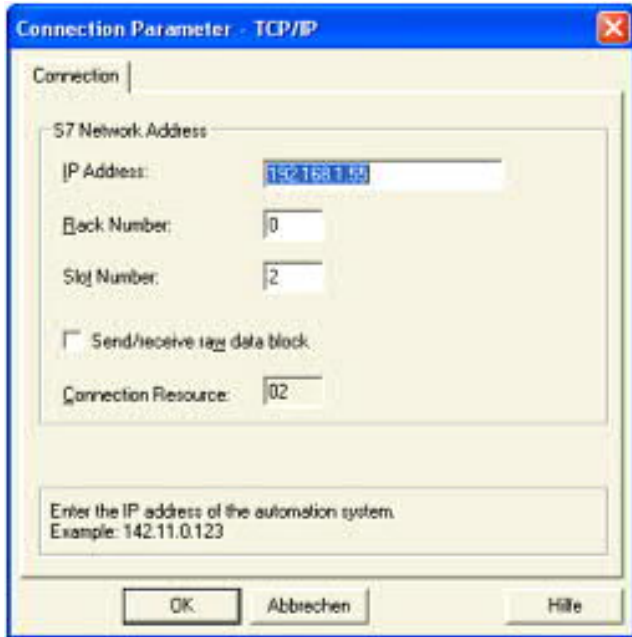 Connection Parameter - TCP/IP
Connection
S7 Network Address
IP Address: 192.168.1.55
Rack Number: 0
Slot Number: 2
Send/receive raw data block
Connection Resource: 02
Enter the IP address of the automation system.
Example: 142.11.0.123
OK Abbrechen Hilfe